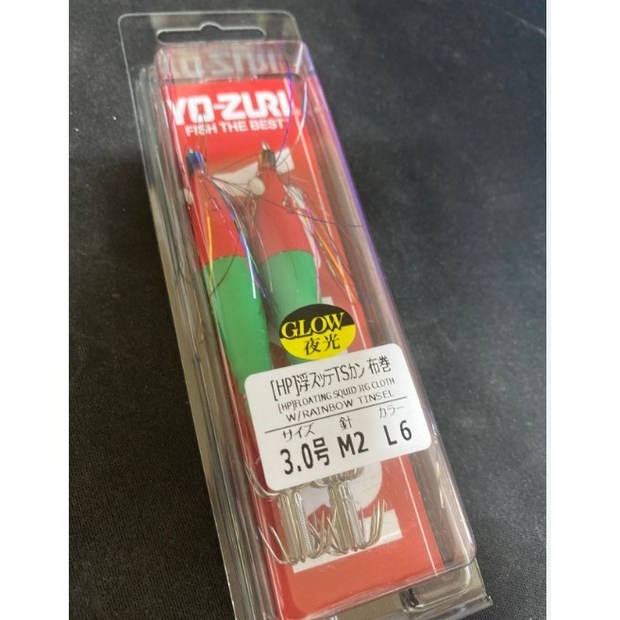 YO-ZURI
FISH THE BEST
GLOW
夜光
[HP]浮スッテTSカン 布巻
[HP]FLOATING SQUID JIG CLOTH
W/RAINBOW TINSEL
サイズ 針 カラー
3.0号 M2 L6